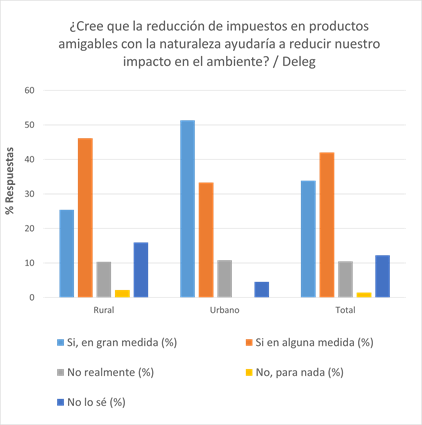 ¿Cree que la reducción de impuestos en productos
amigables con la naturaleza ayudaría a reducir nuestro
impacto en el ambiente? / Deleg
% Respuestas
60
50
40
30
20
10
0
Rural
Urbano
Total
Si, en gran medida (%)
Si en alguna medida (%)
No realmente (%)
No, para nada (%)
No lo sé (%)